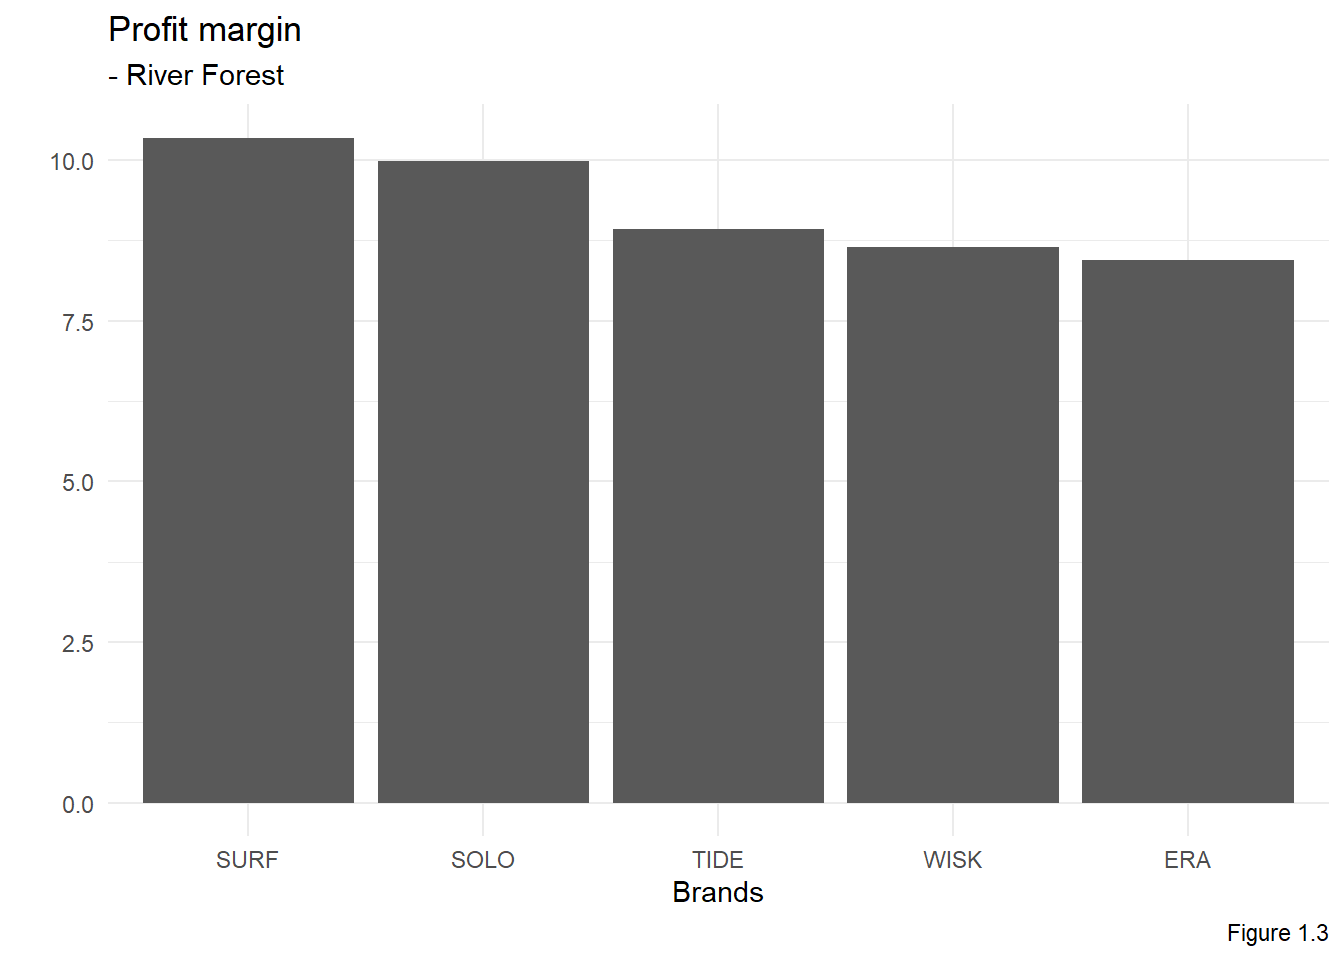 Profit margin
- River Forest
10.0
7.5
5.0
2.5
0.0
SURF SOLO TIDE WISK ERA
Brands
Figure 1.3